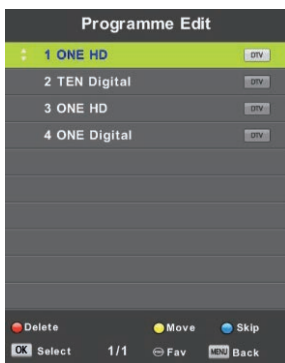 Programme Edit
1 ONE HD DTV
2 TEN Digital DTV
3 ONE HD DTV
4 ONE Digital DTV
Delete Move Skip
OK Select 1/1 Fav MENU Back